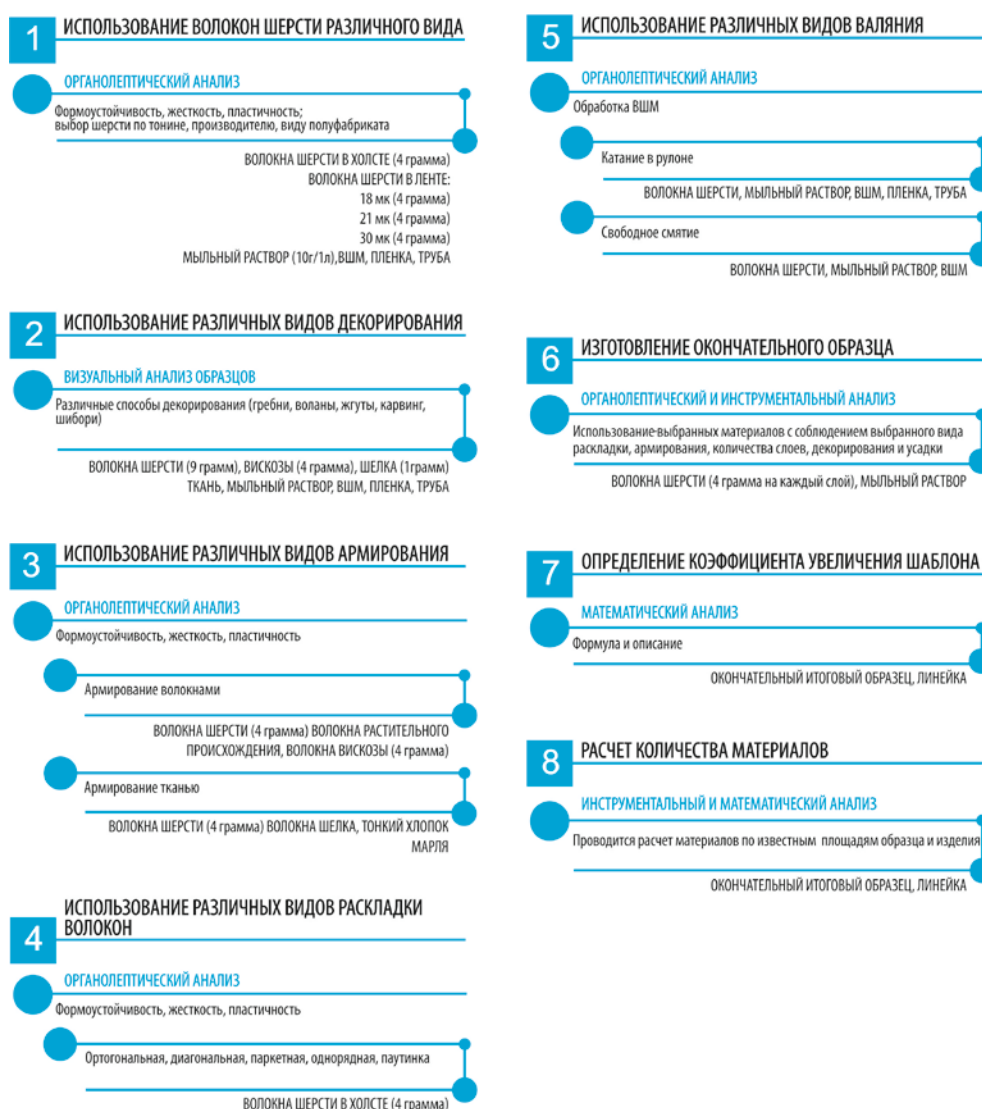 1
ИСПОЛЬЗОВАНИЕ ВОЛОКОН ШЕРСТИ РАЗЛИЧНОГО ВИДА
ОРГАНОЛЕПТИЧЕСКИЙ АНАЛИЗ
Формоустойчивость, жесткость, пластичность;
выбор шерсти по тонине, производителю, виду полуфабриката
ВОЛОКНА ШЕРСТИ В ХОЛСТЕ (4 грамма)
ВОЛОКНА ШЕРСТИ В ЛЕНТЕ:
18 мк (4 грамма)
21 мк (4 грамма)
30 мк (4 грамма)
МЫЛЬНЫЙ РАСТВОР (10г/1л),ВШМ, ПЛЕНКА, ТРУБА
2
ИСПОЛЬЗОВАНИЕ РАЗЛИЧНЫХ ВИДОВ ДЕКОРИРОВАНИЯ
ВИЗУАЛЬНЫЙ АНАЛИЗ ОБРАЗЦОВ
Различные способы декорирования (гребни, воланы, жгуты, карвинг,
шибори)
ВОЛОКНА ШЕРСТИ (9 грамм), ВИСКОЗЫ (4 грамма), ШЕЛКА (1грамм)
ТКАНЬ, МЫЛЬНЫЙ РАСТВОР, ВШМ, ПЛЕНКА, ТРУБА
3
ИСПОЛЬЗОВАНИЕ РАЗЛИЧНЫХ ВИДОВ АРМИРОВАНИЯ
ОРГАНОЛЕПТИЧЕСКИЙ АНАЛИЗ
Формоустойчивость, жесткость, пластичность
Армирование волокнами
ВОЛОКНА ШЕРСТИ (4 грамма) ВОЛОКНА РАСТИТЕЛЬНОГО
ПРОИСХОЖДЕНИЯ, ВОЛОКНА ВИСКОЗЫ (4 грамма)
Армирование тканью
ВОЛОКНА ШЕРСТИ (4 грамма) ВОЛОКНА ШЕЛКА, ТОНКИЙ ХЛОПОК
МАРЛЯ
4
ИСПОЛЬЗОВАНИЕ РАЗЛИЧНЫХ ВИДОВ РАСКЛАДКИ
ВОЛОКОН
ОРГАНОЛЕПТИЧЕСКИЙ АНАЛИЗ
Формоустойчивость, жесткость, пластичность
Ортогональная, диагональная, паркетная, однорядная, паутинка
ВОЛОКНА ШЕРСТИ В ХОЛСТЕ (4 грамма)
5
ИСПОЛЬЗОВАНИЕ РАЗЛИЧНЫХ ВИДОВ ВАЛЯНИЯ
ОРГАНОЛЕПТИЧЕСКИЙ АНАЛИЗ
Обработка ВШМ
Катание в рулоне
ВОЛОКНА ШЕРСТИ, МЫЛЬНЫЙ РАСТВОР, ВШМ, ПЛЕНКА, ТРУБА
Свободное смятие
ВОЛОКНА ШЕРСТИ, МЫЛЬНЫЙ РАСТВОР, ВШМ
6
ИЗГОТОВЛЕНИЕ ОКОНЧАТЕЛЬНОГО ОБРАЗЦА
ОРГАНОЛЕПТИЧЕСКИЙ И ИНСТРУМЕНТАЛЬНЫЙ АНАЛИЗ
Использование выбранных материалов с соблюдением выбранного вида
раскладки, армирования, количества слоев, декорирования и усадки
ВОЛОКНА ШЕРСТИ (4 грамма на каждый слой), МЫЛЬНЫЙ РАСТВОР
7
ОПРЕДЕЛЕНИЕ КОЭФФИЦИЕНТА УВЕЛИЧЕНИЯ ШАБЛОНА
МАТЕМАТИЧЕСКИЙ АНАЛИЗ
Формула и описание
ОКОНЧАТЕЛЬНЫЙ ИТОГОВЫЙ ОБРАЗЕЦ, ЛИНЕЙКА
8
РАСЧЕТ КОЛИЧЕСТВА МАТЕРИАЛОВ
ИНСТРУМЕНТАЛЬНЫЙ И МАТЕМАТИЧЕСКИЙ АНАЛИЗ
Проводится расчет материалов по известным площадям образца и изделия
ОКОНЧАТЕЛЬНЫЙ ИТОГОВЫЙ ОБРАЗЕЦ, ЛИНЕЙКА